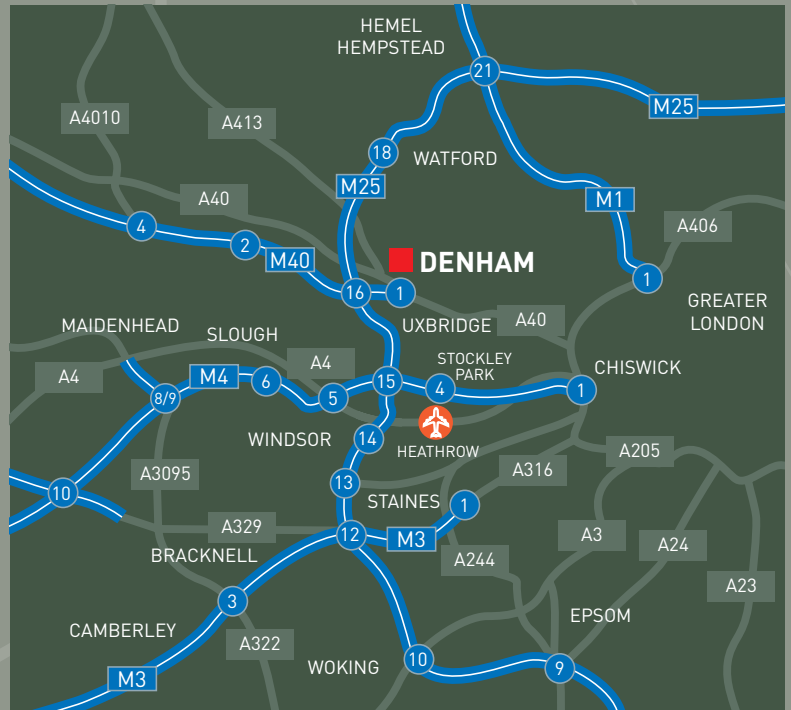 HEMEL
HEMPSTEAD
21
M25
A4010
A413
18
WATFORD
M25
A40
M1
4
2
M40
A406
DENHAM
16
1
1
GREATER
LONDON
MAIDENHEAD
SLOUGH
UXBRIDGE
A40
A4
STOCKLEY
PARK
CHISWICK
A4
M4
6
15
4
1
8/9
5
WINDSOR
14
HEATHROW
A205
A3095
A316
10
13
STAINES
1
A329
12
M3
A3
A24
BRACKNELL
A244
A23
3
CAMBERLEY
EPSOM
A322
WOKING
10
9
M3